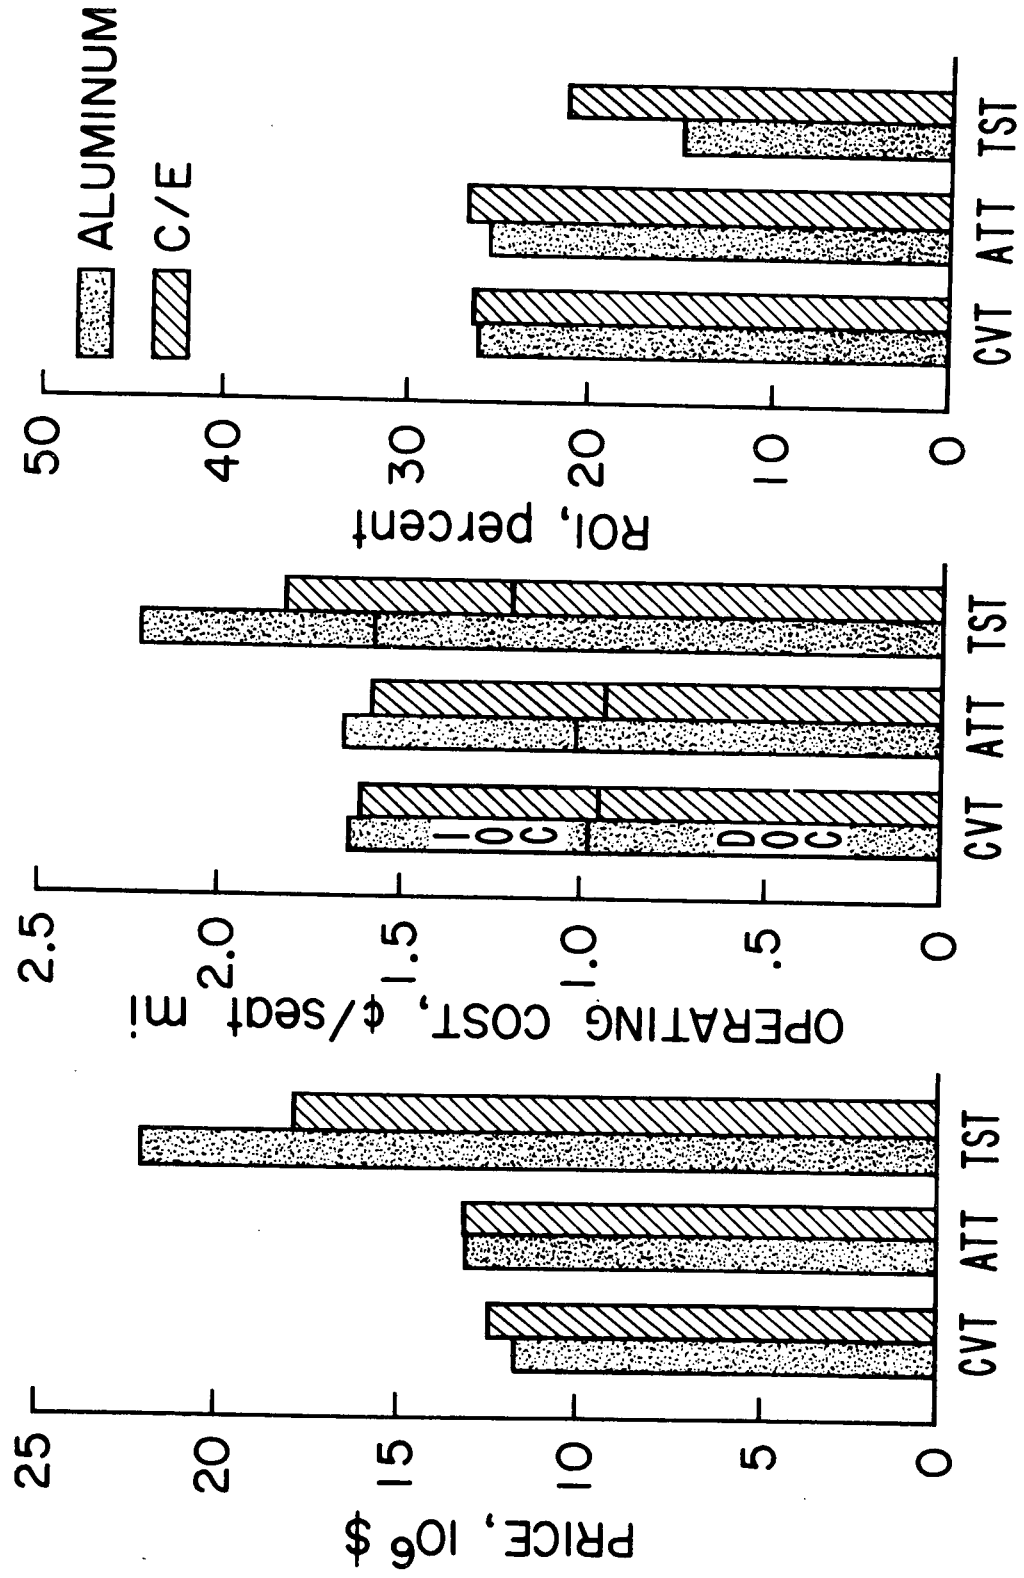 ALUMINUM
C/E
PRICE, 10⁶ $
25
20
15
10
5
0
CVT ATT TST
OPERATING COST, ¢/seat mi
2.5
2.0
1.5
1.0
.5
0
IOC
DOC
CVT ATT TST
ROI, percent
50
40
30
20
10
0
CVT ATT TST